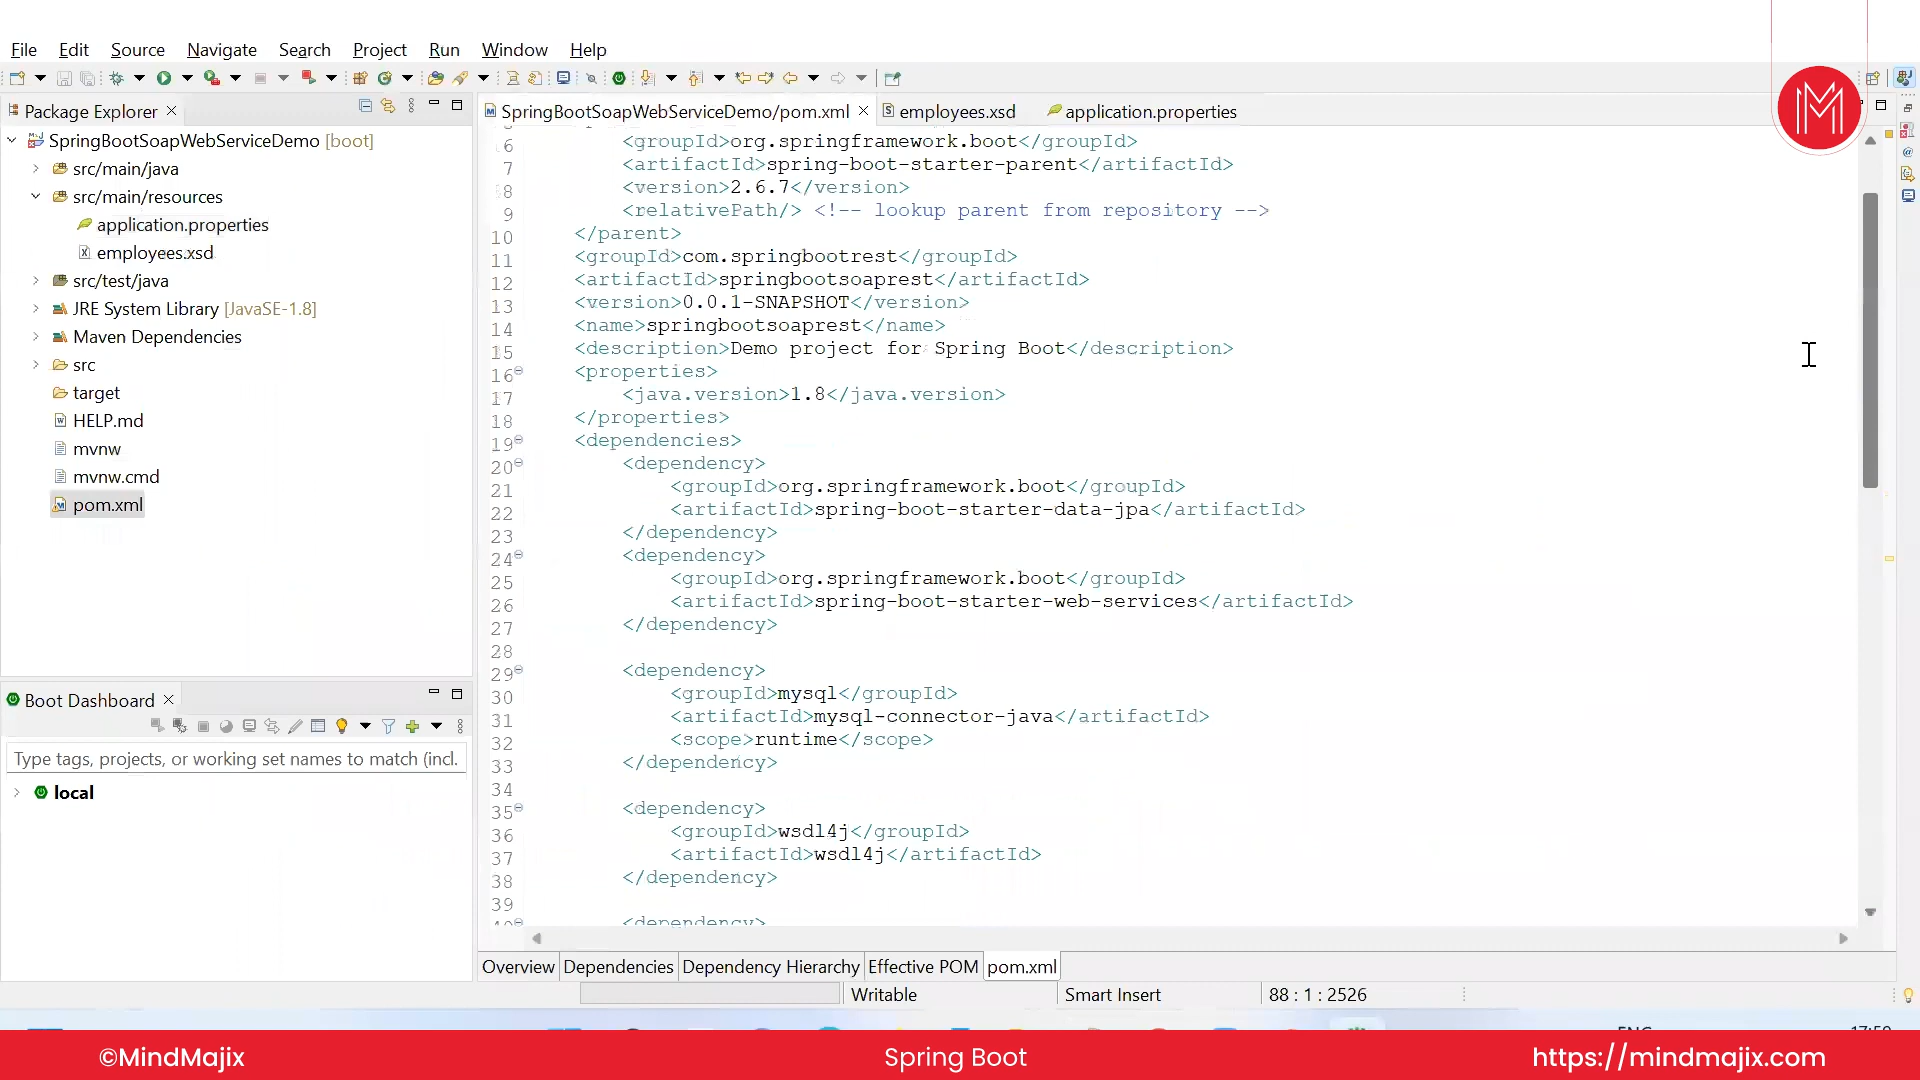 File Edit Source Navigate Search Project Run Window Help
Package Explorer
SpringBootSoapWebServiceDemo [boot]
src/main/java
src/main/resources
application.properties
employees.xsd
src/test/java
JRE System Library [JavaSE-1.8]
Maven Dependencies
src
target
HELP.md
mvnw
mvnw.cmd
pom.xml
Boot Dashboard
Type tags, projects, or working set names to match (incl.
local
SpringBootSoapWebServiceDemo/pom.xml employees.xsd application.properties
6 <groupId>org.springframework.boot</groupId>
7 <artifactId>spring-boot-starter-parent</artifactId>
8 <version>2.6.7</version>
9 <relativePath/> <!-- lookup parent from repository -->
10 </parent>
11 <groupId>com.springbootrest</groupId>
12 <artifactId>springbootsoaprest</artifactId>
13 <version>0.0.1-SNAPSHOT</version>
14 <name>springbootsoaprest</name>
15 <description>Demo project for Spring Boot</description>
16 <properties>
17 <java.version>1.8</java.version>
18 </properties>
19 <dependencies>
20 <dependency>
21 <groupId>org.springframework.boot</groupId>
22 <artifactId>spring-boot-starter-data-jpa</artifactId>
23 </dependency>
24 <dependency>
25 <groupId>org.springframework.boot</groupId>
26 <artifactId>spring-boot-starter-web-services</artifactId>
27 </dependency>
28
29 <dependency>
30 <groupId>mysql</groupId>
31 <artifactId>mysql-connector-java</artifactId>
32 <scope>runtime</scope>
33 </dependency>
34
35 <dependency>
36 <groupId>wsdl4j</groupId>
37 <artifactId>wsdl4j</artifactId>
38 </dependency>
39
<dependency>
Overview Dependencies Dependency Hierarchy Effective POM pom.xml
Writable Smart Insert 88 : 1 : 2526
©MindMajix Spring Boot https://mindmajix.com